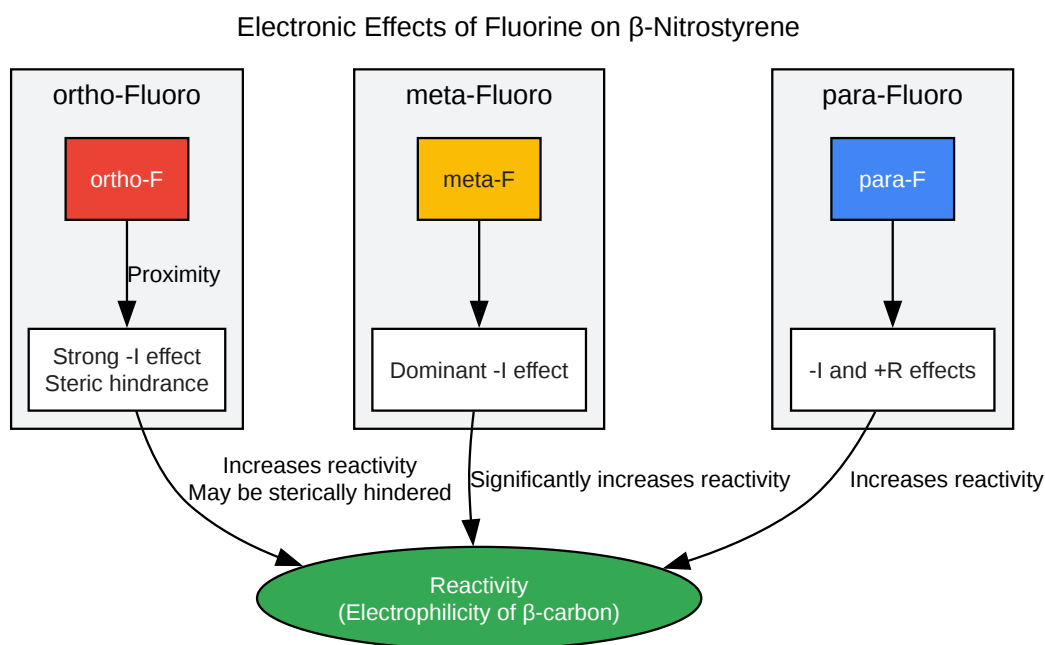 Electronic Effects of Fluorine on β-Nitrostyrene
ortho-Fluoro
meta-Fluoro
para-Fluoro
ortho-F
meta-F
para-F
Proximity
Strong -I effect
Steric hindrance
Dominant -I effect
-I and +R effects
Increases reactivity
May be sterically hindered
Significantly increases reactivity
Increases reactivity
Reactivity
(Electrophilicity of β-carbon)